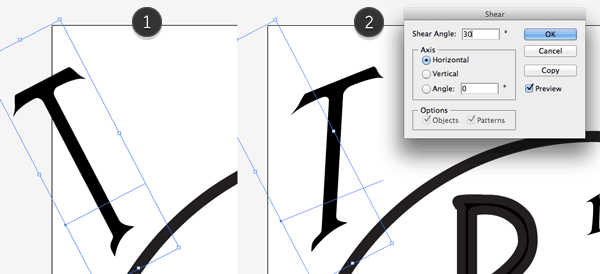 1
2
Shear
Shear Angle: 30 °
OK
Axis
Cancel
Horizontal
Vertical
Copy
Angle: 0 °
Preview
Options
Objects
Patterns
I
I
R